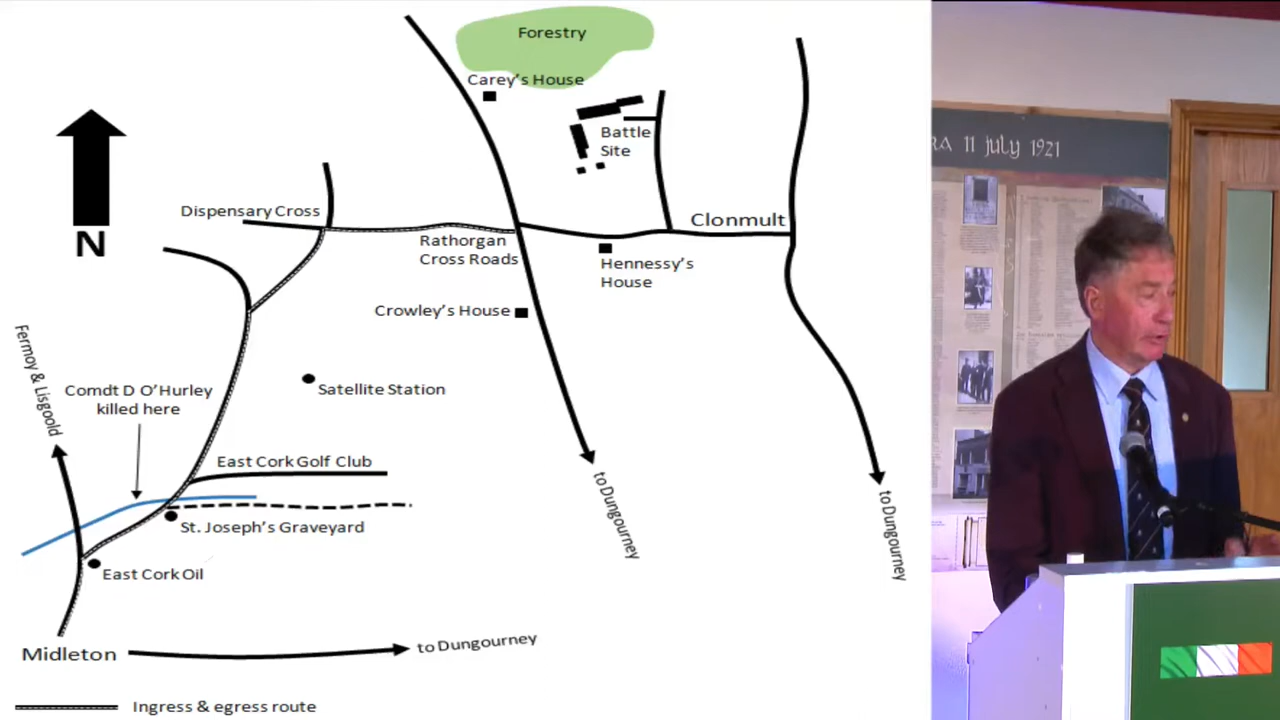 Forestry
Carey's House
Battle
Site
N
Dispensary Cross
Rathorgan
Cross Roads
Clonmult
Hennessy's
House
Crowley's House
Fermoy & Lisgoold
Comdt D O'Hurley
killed here
Satellite Station
East Cork Golf Club
St. Joseph's Graveyard
East Cork Oil
to Dungourney
to Dungourney
Midleton
to Dungourney
Ingress & egress route
RA 11 July 1921